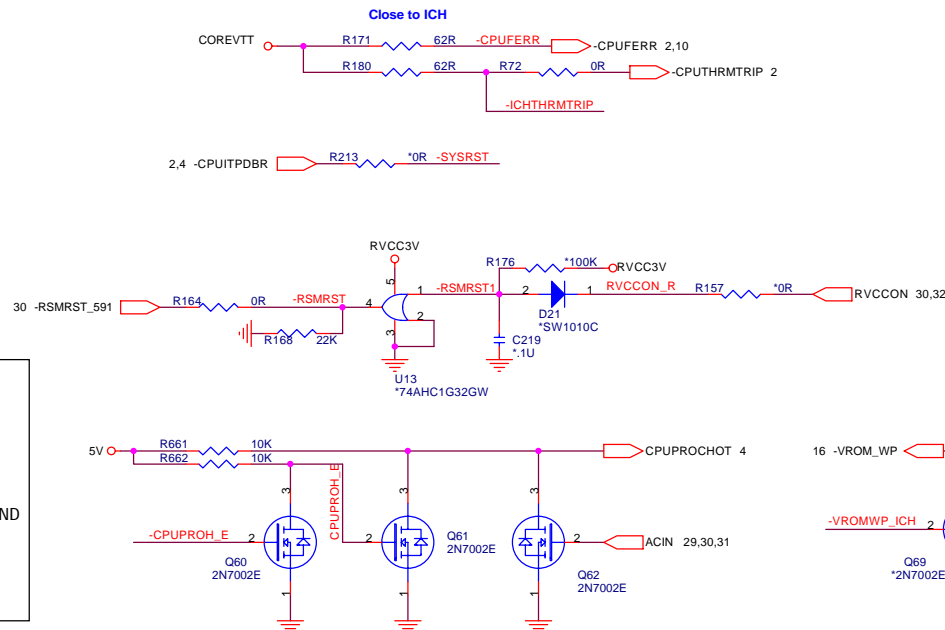 Close to ICH
COREVTT R171 62R -CPUFERR -CPUFERR 2,10
R180 62R R72 0R -CPUTHRMTRIP 2
-ICHTHRMTRIP
2,4 -CPUITPDBR R213 *0R -SYSRST
RVCC3V
R176 *100K RVCC3V
5
30 -RSMRST_591 R164 0R -RSMRST 4 1 -RSMRST1 2 1 RVCCON_R R157 *0R RVCCON 30,32
2
3
D21
*SW1010C
R168 22K
C219
*.1U
U13
*74AHC1G32GW
5V R661 10K CPUPROCHOT 4
R662 10K
16 -VROM_WP
CPUPROH_E
3 3 3
ND
-CPUPROH_E 2 2 2 ACIN 29,30,31
-VROMWP_ICH 2
Q60
2N7002E
Q61
2N7002E
Q62
2N7002E
Q69
*2N7002E
1 1 1